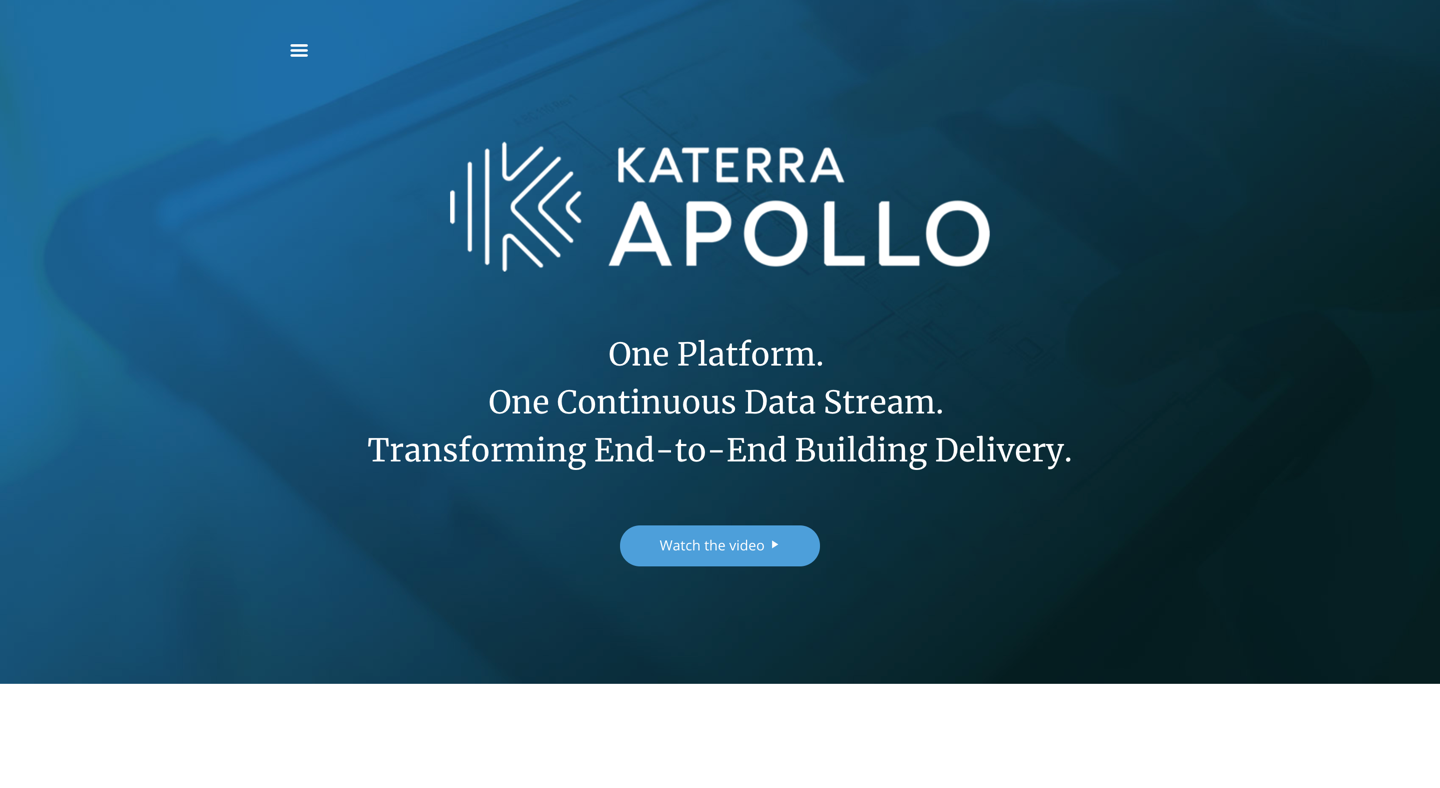 KATERRA
APOLLO
One Platform.
One Continuous Data Stream.
Transforming End-to-End Building Delivery.
Watch the video